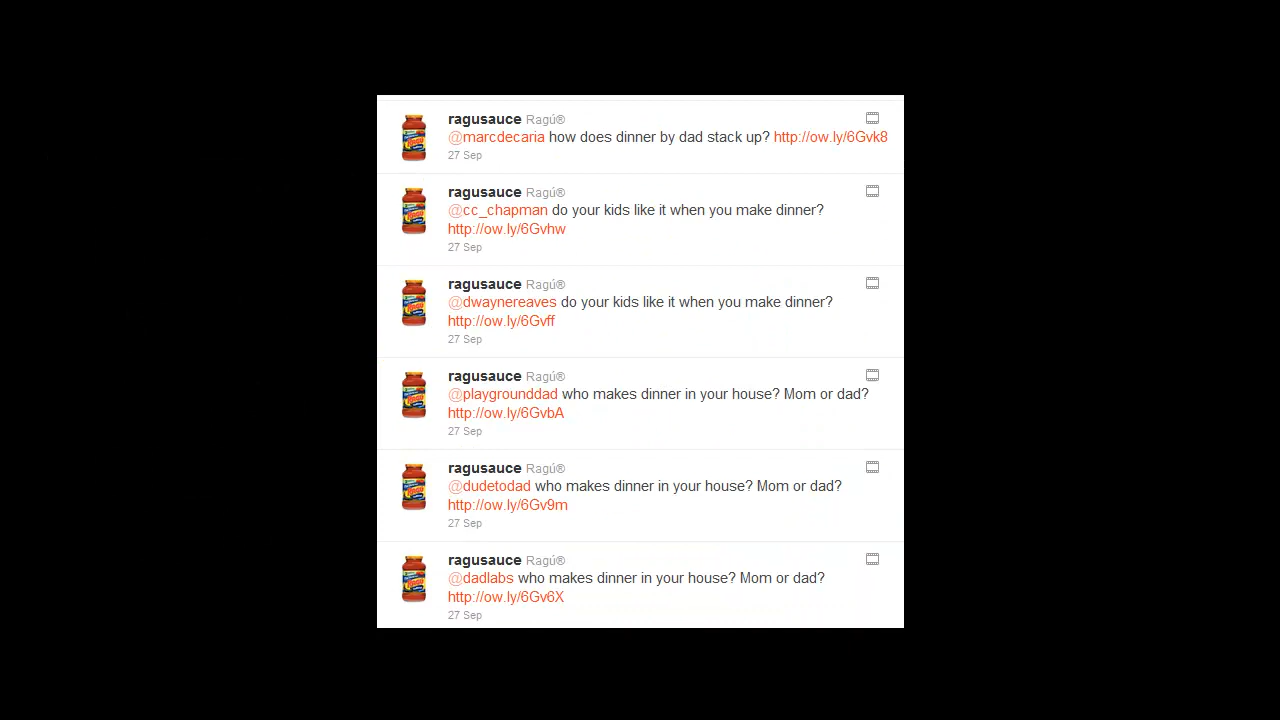 ragusauce Ragú®
@marcdecaria how does dinner by dad stack up? http://ow.ly/6Gvk8
27 Sep
ragusauce Ragú®
@cc_chapman do your kids like it when you make dinner?
http://ow.ly/6Gvhw
27 Sep
ragusauce Ragú®
@dwaynereaves do your kids like it when you make dinner?
http://ow.ly/6Gvff
27 Sep
ragusauce Ragú®
@playgrounddad who makes dinner in your house? Mom or dad?
http://ow.ly/6GvbA
27 Sep
ragusauce Ragú®
@dudetodad who makes dinner in your house? Mom or dad?
http://ow.ly/6Gv9m
27 Sep
ragusauce Ragú®
@dadlabs who makes dinner in your house? Mom or dad?
http://ow.ly/6Gv6X
27 Sep